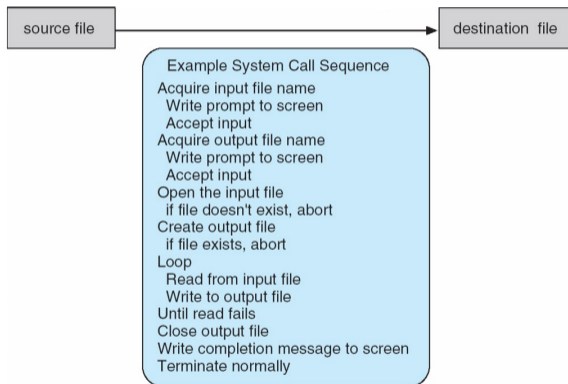 source file
destination file
Example System Call Sequence
Acquire input file name
Write prompt to screen
Accept input
Acquire output file name
Write prompt to screen
Accept input
Open the input file
if file doesn't exist, abort
Create output file
if file exists, abort
Loop
Read from input file
Write to output file
Until read fails
Close output file
Write completion message to screen
Terminate normally